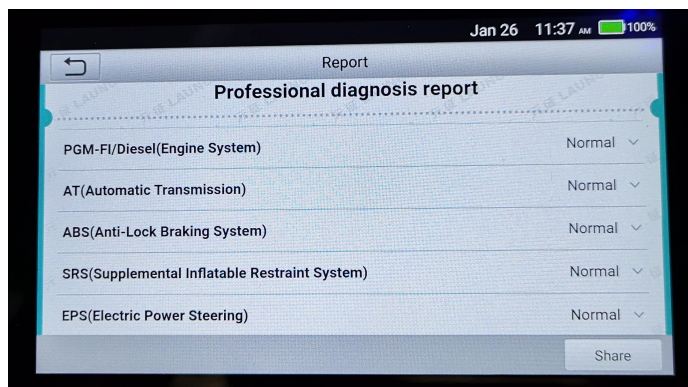 Jan 26 11:37 AM 100%
Report
Professional diagnosis report
PGM-FI/Diesel(Engine System) Normal
AT(Automatic Transmission) Normal
ABS(Anti-Lock Braking System) Normal
SRS(Supplemental Inflatable Restraint System) Normal
EPS(Electric Power Steering) Normal
Share